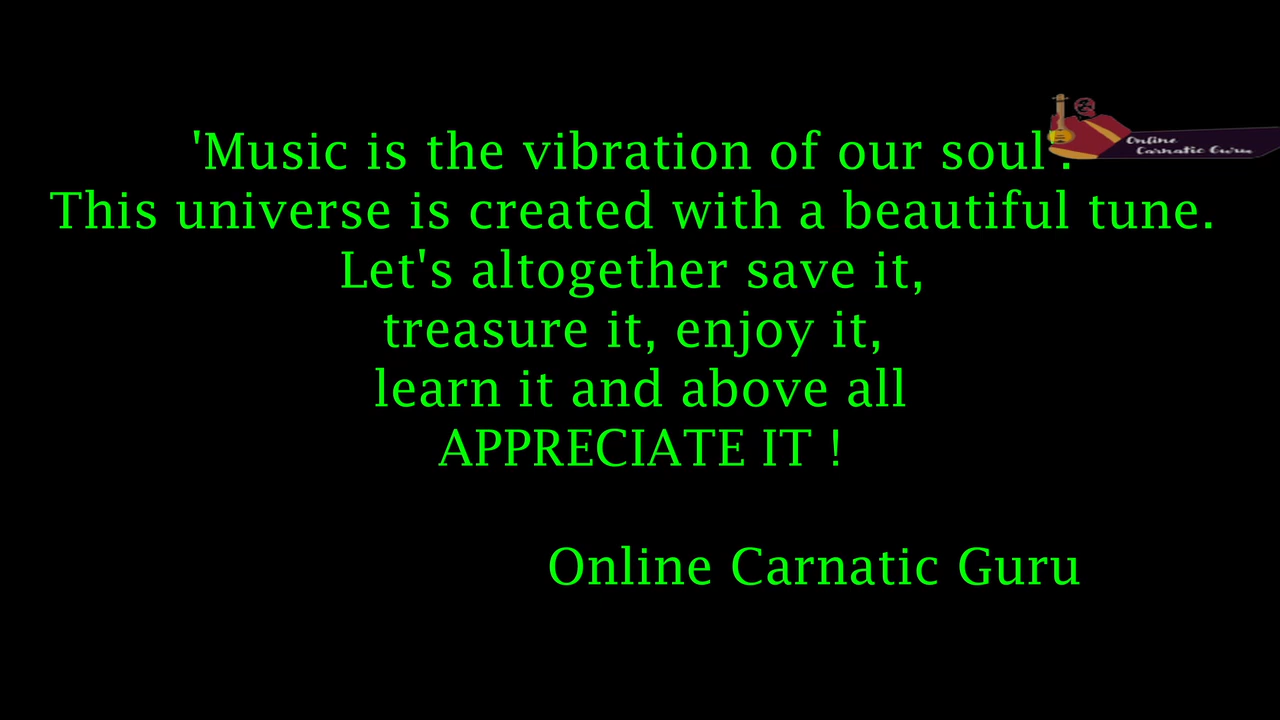 'Music is the vibration of our soul'.
This universe is created with a beautiful tune.
Let's altogether save it,
treasure it, enjoy it,
learn it and above all
APPRECIATE IT !
Online Carnatic Guru
Online
Carnatic Guru